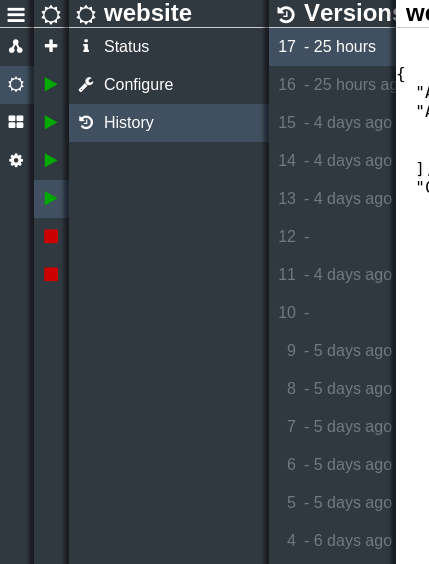 website
Status
Configure
History
Versions
17 - 25 hours
16 - 25 hours ag
15 - 4 days ago
14 - 4 days ago
13 - 4 days ago
12 -
11 - 4 days ago
10 -
9 - 5 days ago
8 - 5 days ago
7 - 5 days ago
6 - 5 days ago
5 - 5 days ago
4 - 6 days ago
we
{
"A
"A
],
"C